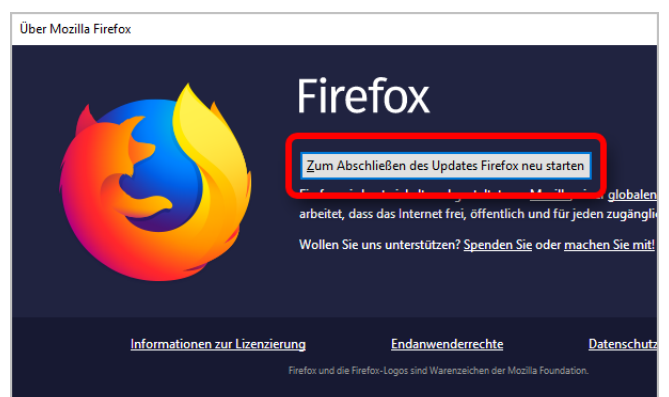 Über Mozilla Firefox
Firefox
Zum Abschließen des Updates Firefox neu starten
globalen
arbeitet, dass das Internet frei, öffentlich und für jeden zugängli
Wollen Sie uns unterstützen? Spenden Sie oder machen Sie mit!
Informationen zur Lizenzierung Endanwenderrechte Datenschutz
Firefox und die Firefox-Logos sind Warenzeichen der Mozilla Foundation.